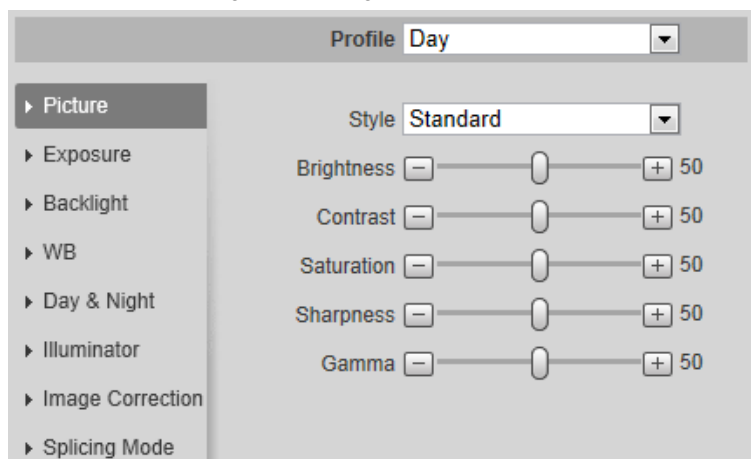 Profile Day
Picture
Style Standard
Exposure
Brightness 50
Backlight
Contrast 50
WB
Saturation 50
Day & Night
Sharpness 50
Illuminator
Gamma 50
Image Correction
Splicing Mode